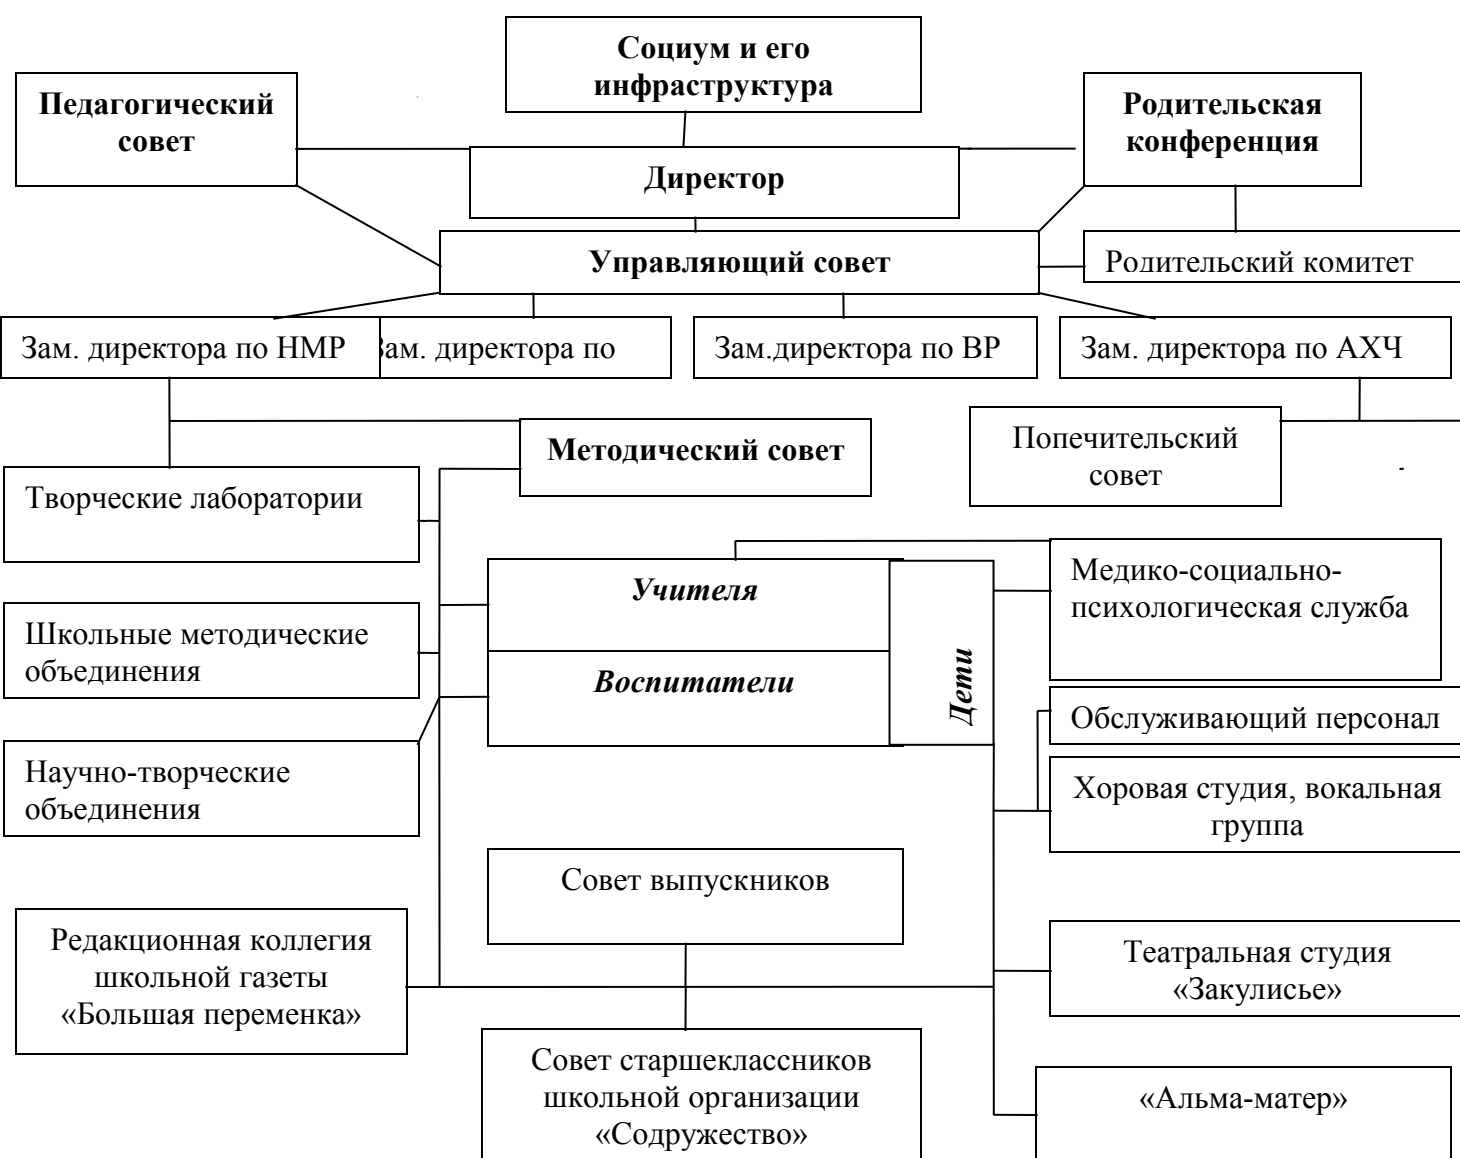 Социум и его
инфраструктура
Педагогический
совет
Родительская
конференция
Директор
Управляющий совет
Родительский комитет
Зам. директора по НМР
Зам. директора по
Зам.директора по ВР
Зам. директора по АХЧ
Методический совет
Попечительский
совет
Творческие лаборатории
Учителя
Медико-социально-
психологическая служба
Школьные методические
объединения
Воспитатели
Дети
Обслуживающий персонал
Научно-творческие
объединения
Хоровая студия, вокальная
группа
Совет выпускников
Редакционная коллегия
школьной газеты
«Большая переменка»
Театральная студия
«Закулисье»
Совет старшеклассников
школьной организации
«Содружество»
«Альма-матер»